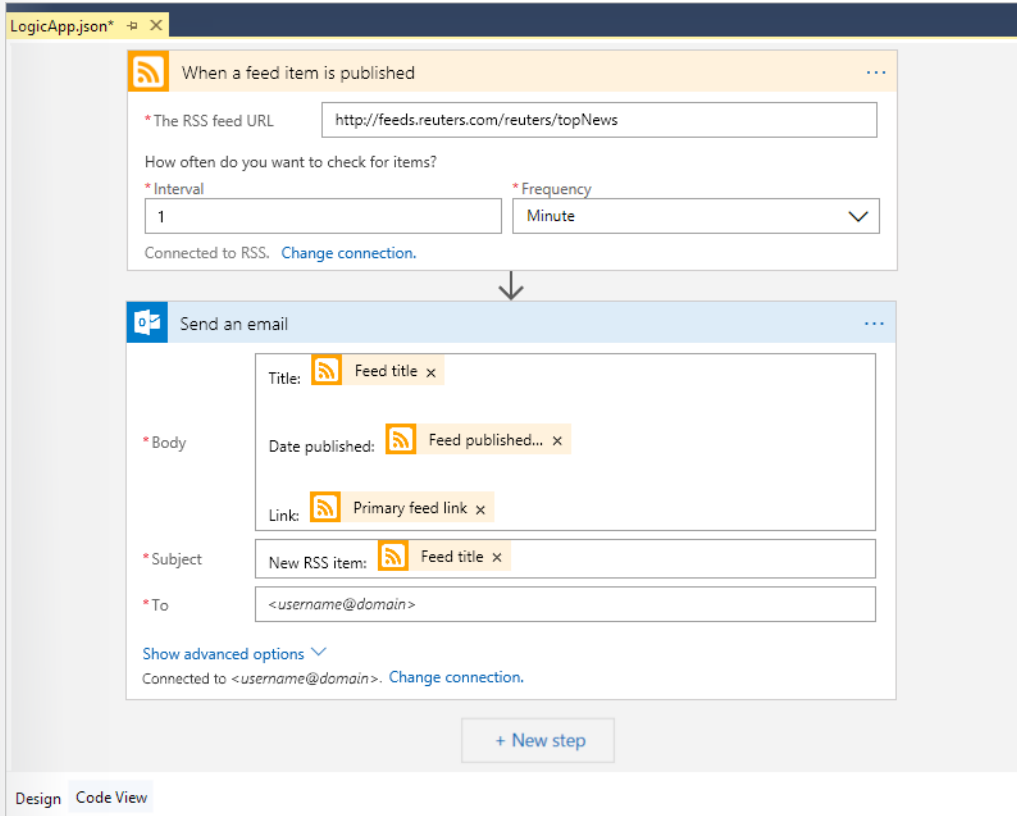 LogicApp.json*
When a feed item is published
* The RSS feed URL http://feeds.reuters.com/reuters/topNews
How often do you want to check for items?
* Interval * Frequency
1 Minute
Connected to RSS. Change connection.
Send an email
Title: Feed title ×
* Body Date published: Feed published... ×
Link: Primary feed link ×
* Subject New RSS item: Feed title ×
* To <username@domain>
Show advanced options
Connected to <username@domain>. Change connection.
+ New step
Design Code View